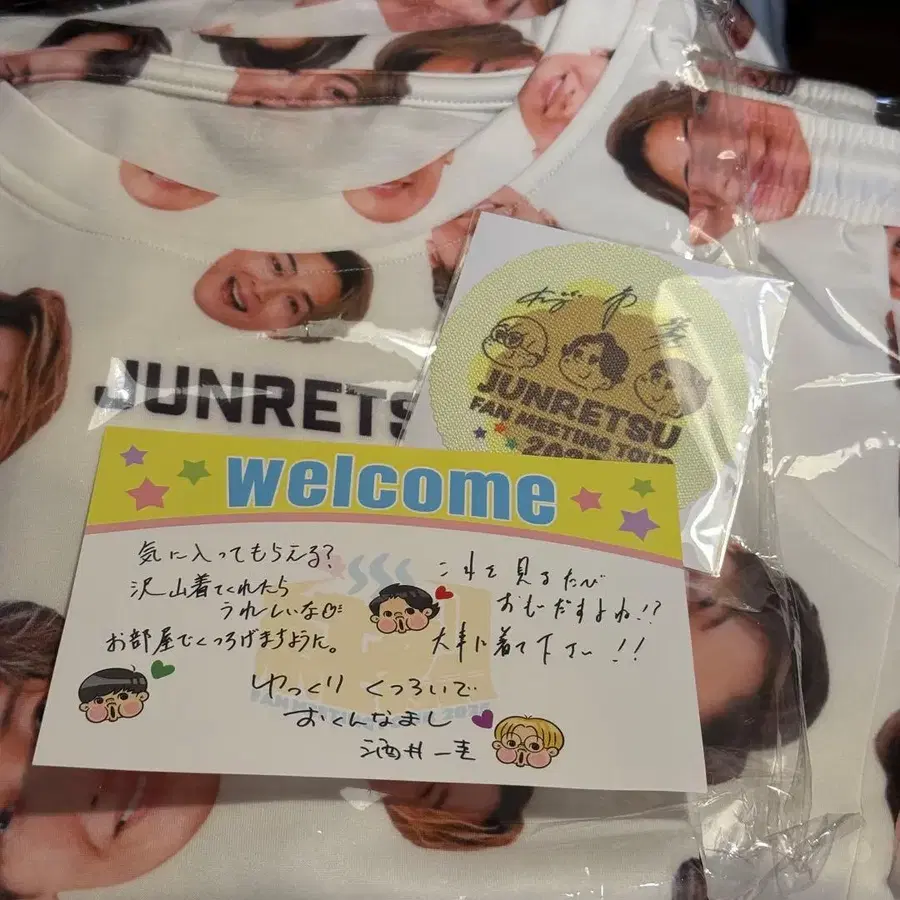 JUNRETS
JUNRETSU
FAN MEETING TOUR
welcome
気に入ってもらえる?
沢山着てくれたら
うれしいな
お部屋でくつろげますように。
これを見るたび
おもいだすよね!?
大事に着て下さい!!
ゆっくり くつろいで
おくんなまし
酒井一圭